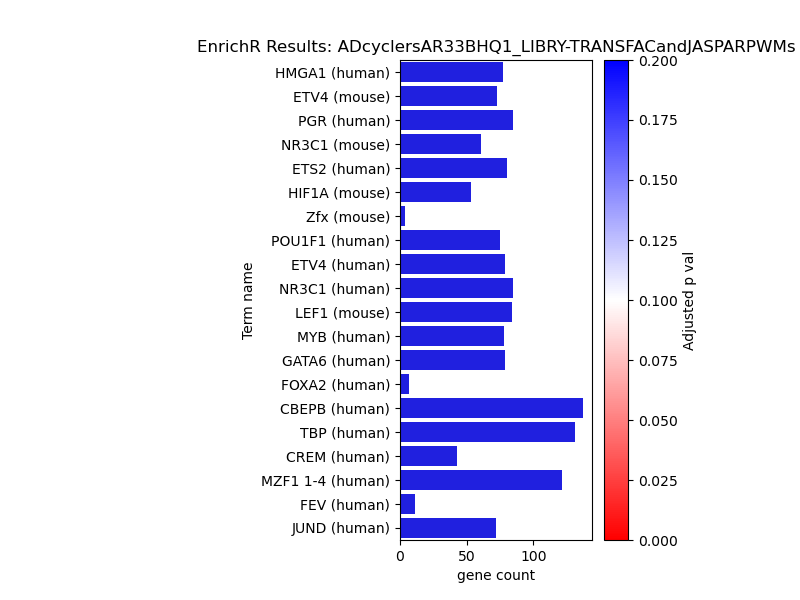 EnrichR Results: ADcyclersAR33BHQ1_LIBRY-TRANSFACandJASPARPWMs
HMGA1 (human)
ETV4 (mouse)
PGR (human)
NR3C1 (mouse)
ETS2 (human)
HIF1A (mouse)
Zfx (mouse)
POU1F1 (human)
ETV4 (human)
NR3C1 (human)
LEF1 (mouse)
MYB (human)
GATA6 (human)
FOXA2 (human)
CBEPB (human)
TBP (human)
CREM (human)
MZF1 1-4 (human)
FEV (human)
JUND (human)
Term name
0 50 100
gene count
0.200
0.175
0.150
0.125
0.100
0.075
0.050
0.025
0.000
Adjusted p val